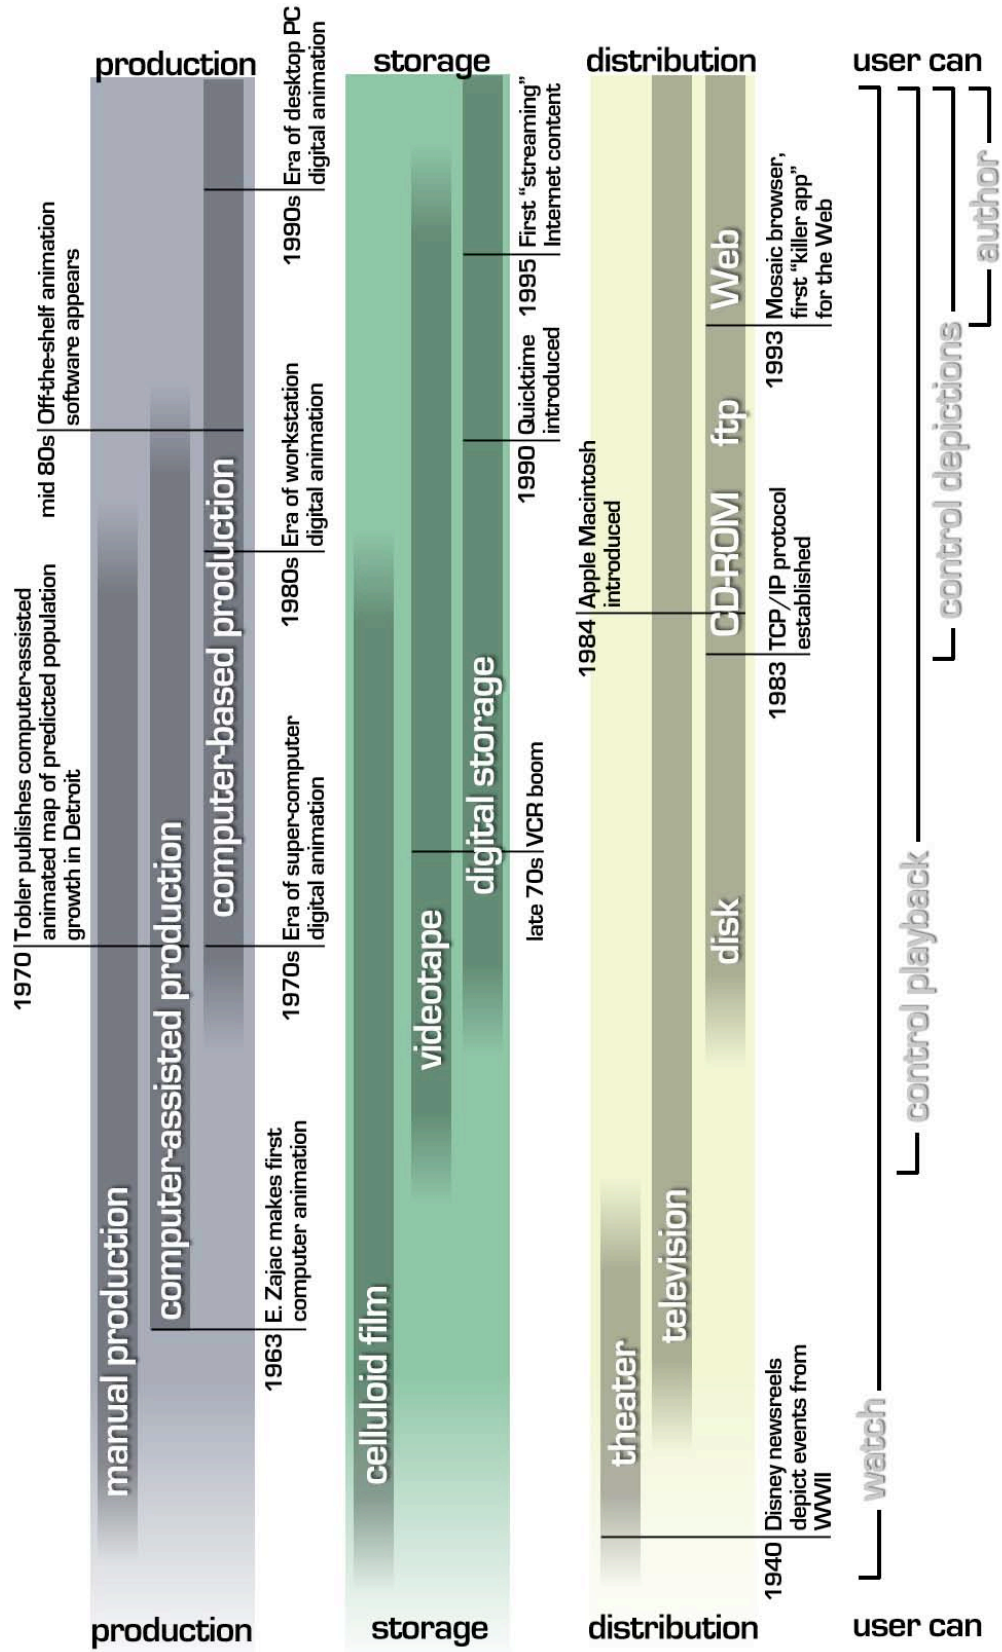 production
storage
distribution
user can
1970 Tobler publishes computer-assisted
animated map of predicted population
growth in Detroit
mid 80s Off-the-shelf animation
software appears
manual production
computer-assisted production
computer-based production
1963 E. Zajac makes first
computer animation
1970s Era of super-computer
digital animation
1980s Era of workstation
digital animation
1990s Era of desktop PC
digital animation
celluloid film
videotape
digital storage
late 70s VCR boom
1990 Quicktime
introduced
1995 First “streaming”
Internet content
1984 Apple Macintosh
introduced
theater
television
disk
CD-ROM
ftp
Web
1940 Disney newsreels
depict events from
WWII
1983 TCP/IP protocol
established
1993 Mosaic browser,
first “killer app”
for the Web
watch
control playback
control depictions
author
production
storage
distribution
user can